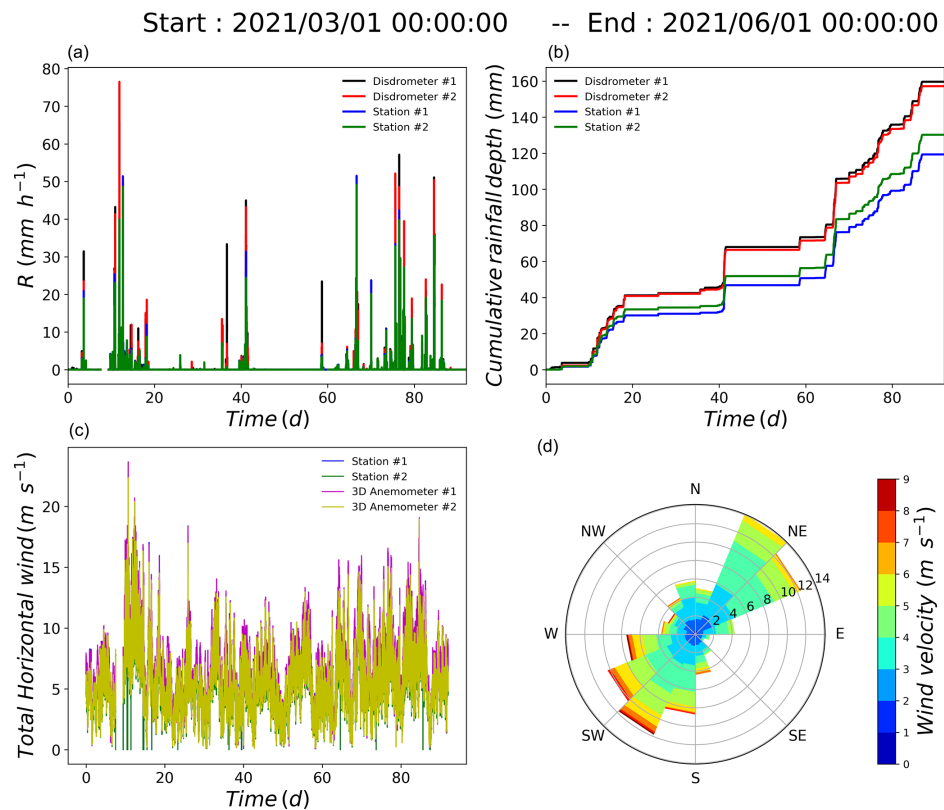 Start : 2021/03/01 00:00:00 -- End : 2021/06/01 00:00:00
(a)
R (mm h⁻¹)
80
70
60
50
40
30
20
10
0
Disdrometer #1
Disdrometer #2
Station #1
Station #2
0 20 40 60 80
Time (d)
(b)
Cumulative rainfall depth (mm)
160
140
120
100
80
60
40
20
0
Disdrometer #1
Disdrometer #2
Station #1
Station #2
0 20 40 60 80
Time (d)
(c)
Total Horizontal wind (m s⁻¹)
20
15
10
5
0
Station #1
Station #2
3D Anemometer #1
3D Anemometer #2
0 20 40 60 80
Time (d)
(d)
N
NW NE
W E
SW SE
S
2 4 6 8 10 12 14
9
8
7
6
5
4
3
2
1
0
Wind velocity (m s⁻¹)